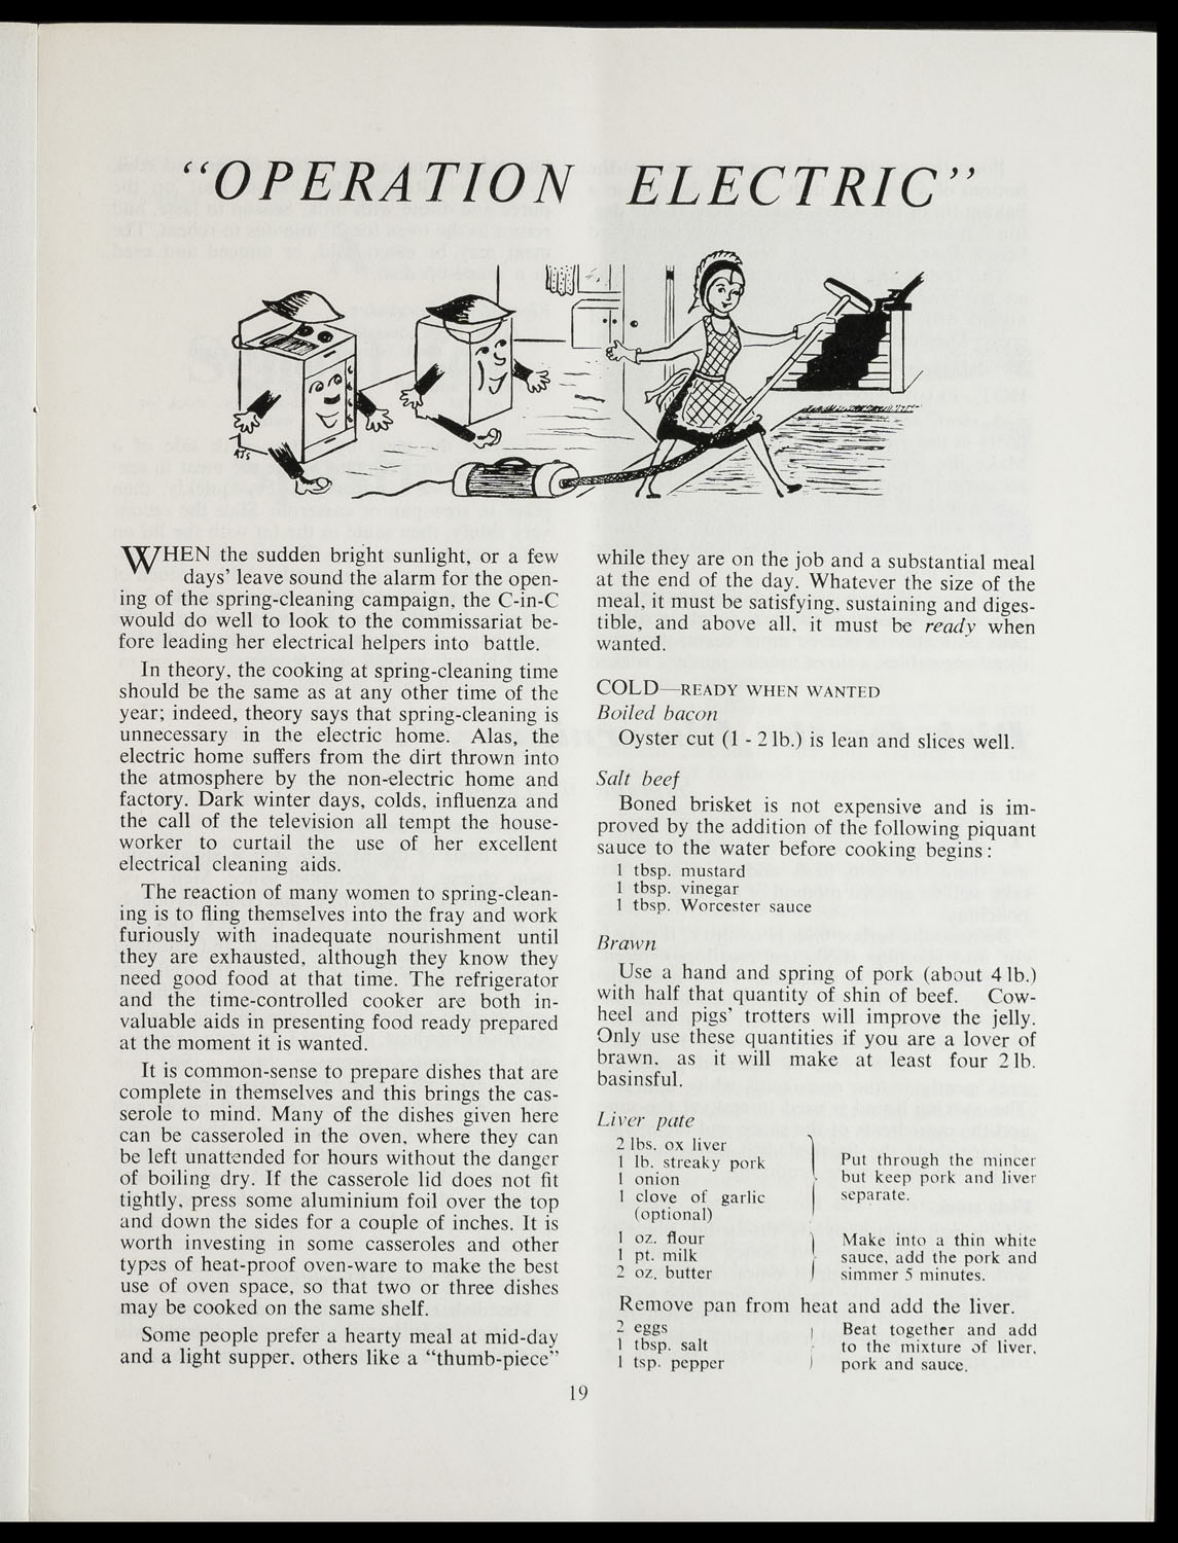 “OPERATION ELECTRIC”
AJS
WHEN the sudden bright sunlight, or a few
days’ leave sound the alarm for the open-
ing of the spring-cleaning campaign, the C-in-C
would do well to look to the commissariat be-
fore leading her electrical helpers into battle.
In theory, the cooking at spring-cleaning time
should be the same as at any other time of the
year; indeed, theory says that spring-cleaning is
unnecessary in the electric home. Alas, the
electric home suffers from the dirt thrown into
the atmosphere by the non-electric home and
factory. Dark winter days, colds, influenza and
the call of the television all tempt the house-
worker to curtail the use of her excellent
electrical cleaning aids.
The reaction of many women to spring-clean-
ing is to fling themselves into the fray and work
furiously with inadequate nourishment until
they are exhausted, although they know they
need good food at that time. The refrigerator
and the time-controlled cooker are both in-
valuable aids in presenting food ready prepared
at the moment it is wanted.
It is common-sense to prepare dishes that are
complete in themselves and this brings the cas-
serole to mind. Many of the dishes given here
can be casseroled in the oven, where they can
be left unattended for hours without the danger
of boiling dry. If the casserole lid does not fit
tightly, press some aluminium foil over the top
and down the sides for a couple of inches. It is
worth investing in some casseroles and other
types of heat-proof oven-ware to make the best
use of oven space, so that two or three dishes
may be cooked on the same shelf.
Some people prefer a hearty meal at mid-day
and a light supper, others like a “thumb-piece”
while they are on the job and a substantial meal
at the end of the day. Whatever the size of the
meal, it must be satisfying, sustaining and diges-
tible, and above all, it must be ready when
wanted.
COLD—READY WHEN WANTED
Boiled bacon
Oyster cut (1 - 2 lb.) is lean and slices well.
Salt beef
Boned brisket is not expensive and is im-
proved by the addition of the following piquant
sauce to the water before cooking begins:
1 tbsp. mustard
1 tbsp. vinegar
1 tbsp. Worcester sauce
Brawn
Use a hand and spring of pork (about 4 lb.)
with half that quantity of shin of beef. Cow-
heel and pigs’ trotters will improve the jelly.
Only use these quantities if you are a lover of
brawn, as it will make at least four 2 lb.
basinsful.
Liver pate
2 lbs. ox liver
1 lb. streaky pork
1 onion
1 clove of garlic
(optional)
Put through the mincer
but keep pork and liver
separate.
1 oz. flour
1 pt. milk
2 oz. butter
Make into a thin white
sauce, add the pork and
simmer 5 minutes.
Remove pan from heat and add the liver.
2 eggs
1 tbsp. salt
1 tsp. pepper
Beat together and add
to the mixture of liver,
pork and sauce.
19